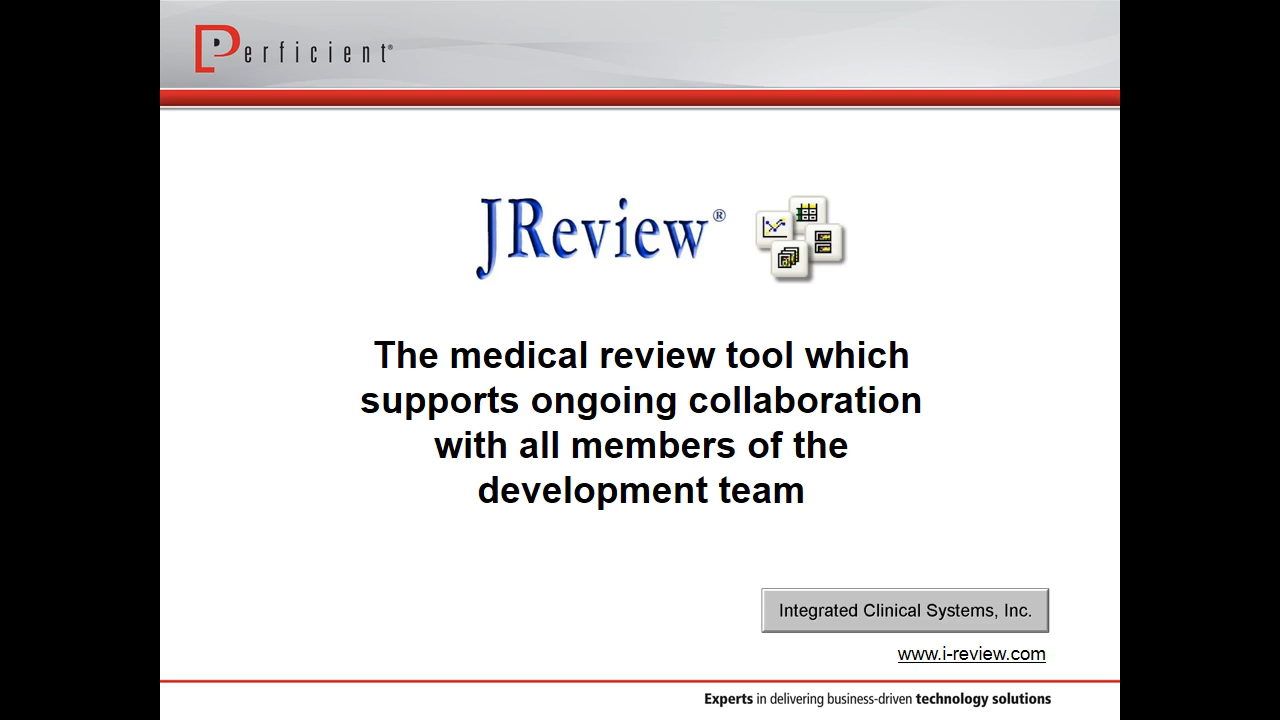 Perficient®
JReview®
The medical review tool which
supports ongoing collaboration
with all members of the
development team
Integrated Clinical Systems, Inc.
www.i-review.com
Experts in delivering business-driven technology solutions